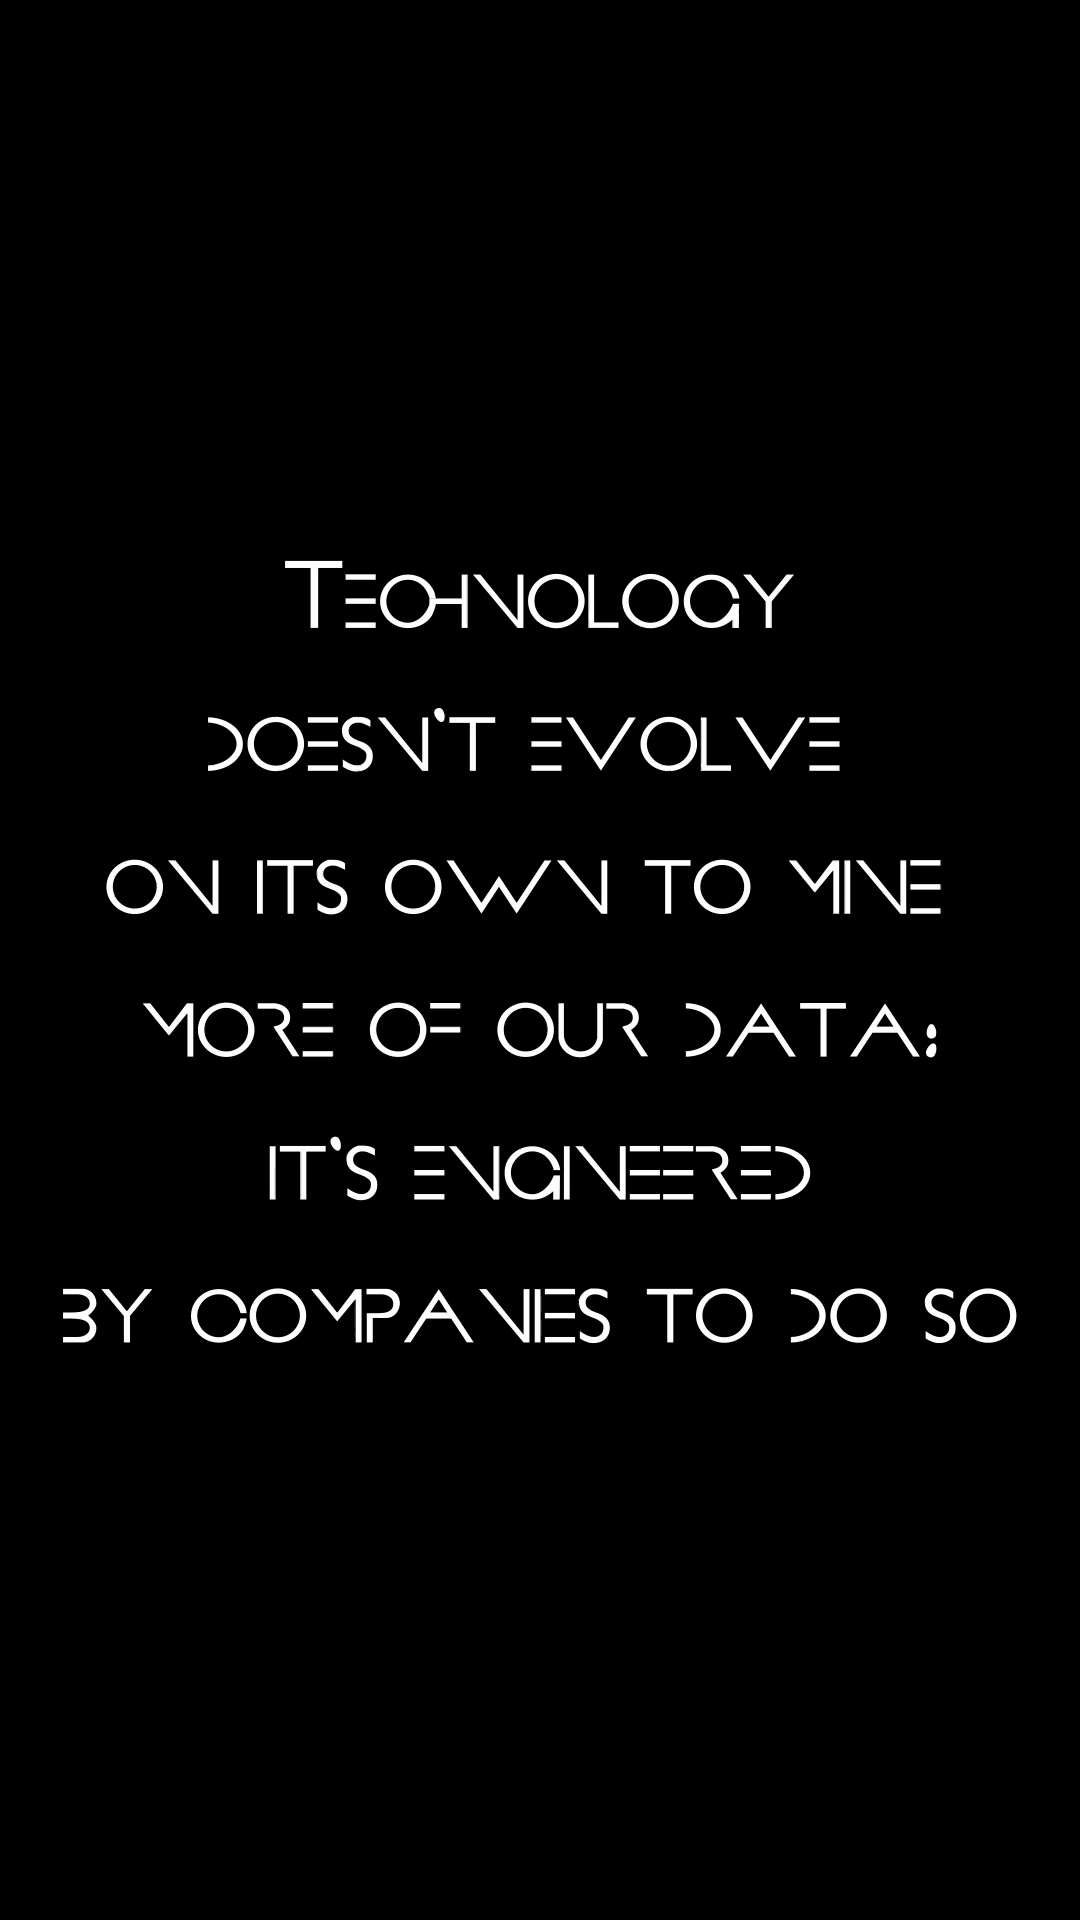 Technology
doesn't evolve
on its own to mine
more of our data;
it's engineered
by companies to do so